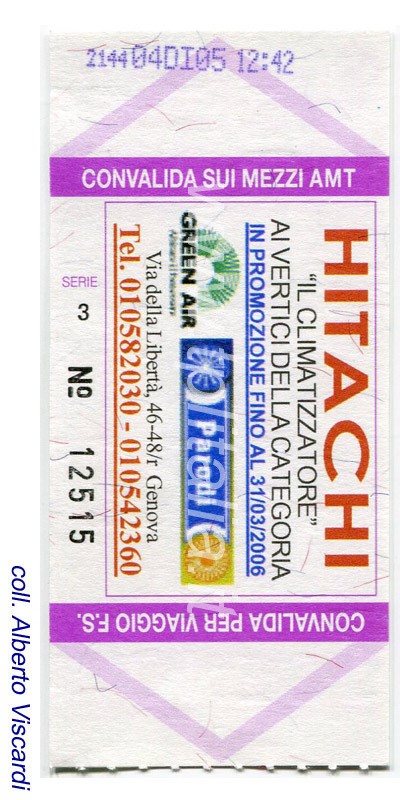 214404DI05 12:42
CONVALIDA SUI MEZZI AMT
SERIE
3
No 12515
HITACHI
"IL CLIMATIZZATORE"
AI VERTICI DELLA CATEGORIA
IN PROMOZIONE FINO AL 31/03/2006
GREEN AIR
Parodi
Via della Libertà, 46-48/r Genova
Tel. 010582030 - 010542360
CONVALIDA PER VIAGGIO F.S.
coll. Alberto Viscardi